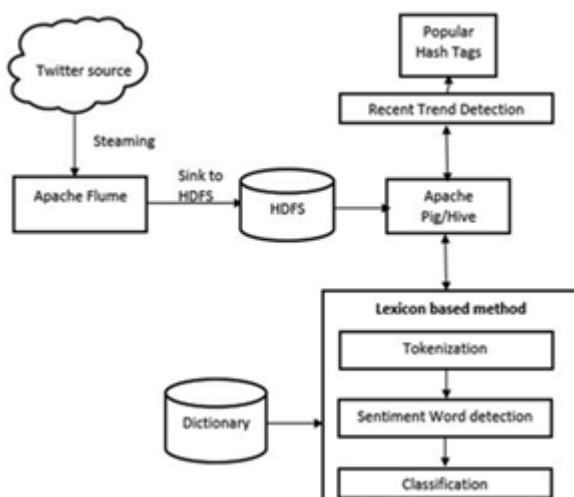 Popular
Hash Tags
Twitter source
Recent Trend Detection
Steaming
Sink to
HDFS
Apache Flume
HDFS
Apache
Pig/Hive
Lexicon based method
Tokenization
Dictionary
Sentiment Word detection
Classification